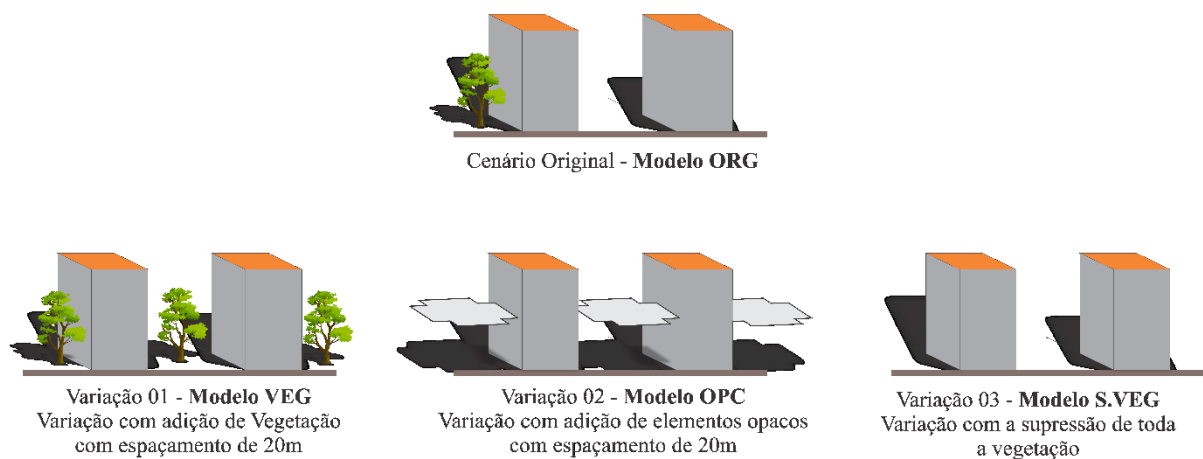 Cenário Original - Modelo ORG
Variação 01 - Modelo VEG
Variação com adição de Vegetação
com espaçamento de 20m
Variação 02 - Modelo OPC
Variação com adição de elementos opacos
com espaçamento de 20m
Variação 03 - Modelo S.VEG
Variação com a supressão de toda
a vegetação